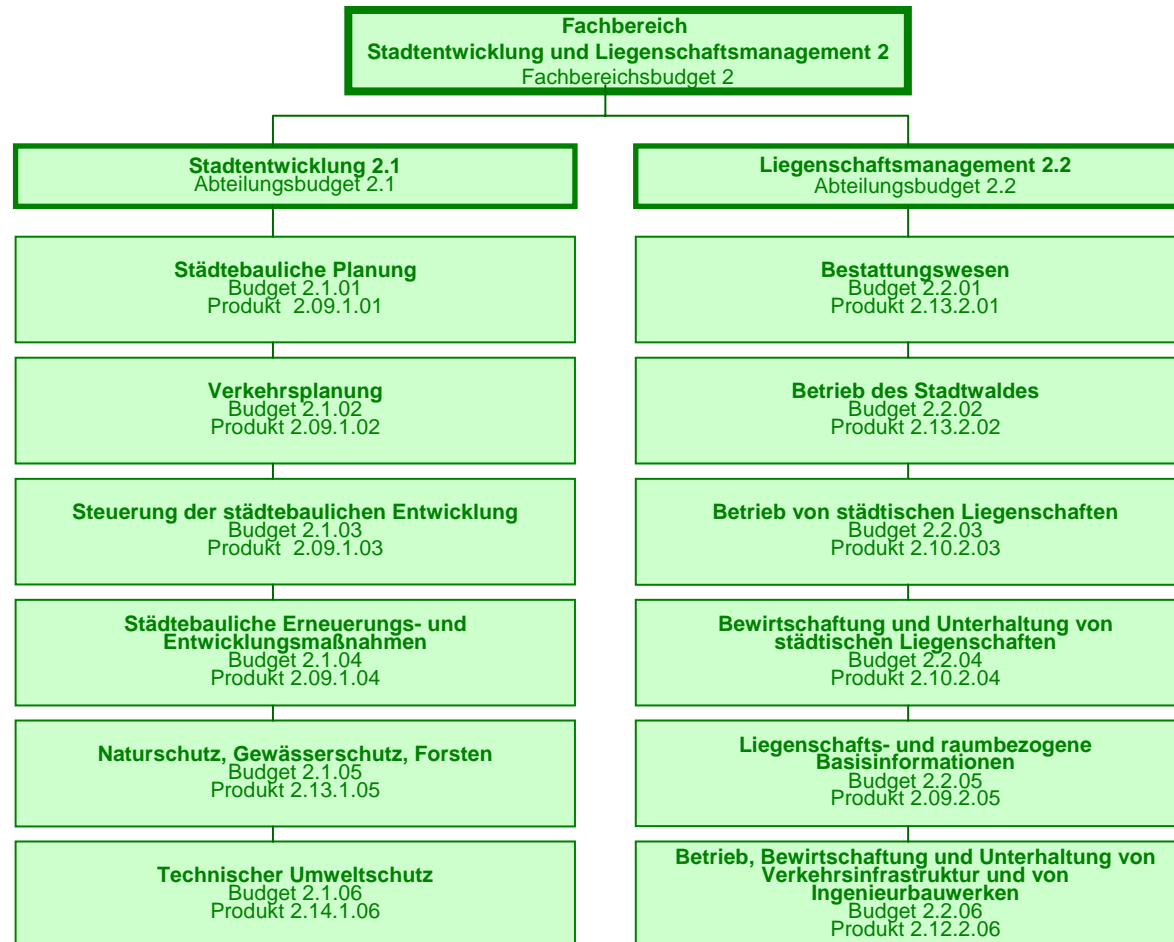 Fachbereich
Stadtentwicklung und Liegenschaftsmanagement 2
Fachbereichsbudget 2
Stadtentwicklung 2.1
Abteilungsbudget 2.1
Städtebauliche Planung
Budget 2.1.01
Produkt  2.09.1.01
Verkehrsplanung
Budget 2.1.02
Produkt 2.09.1.02
Steuerung der städtebaulichen Entwicklung
Budget 2.1.03
Produkt  2.09.1.03
Städtebauliche Erneuerungs- und
Entwicklungsmaßnahmen
Budget 2.1.04
Produkt 2.09.1.04
Naturschutz, Gewässerschutz, Forsten
Budget 2.1.05
Produkt 2.13.1.05
Technischer Umweltschutz
Budget 2.1.06
Produkt 2.14.1.06
Liegenschaftsmanagement 2.2
Abteilungsbudget 2.2
Bestattungswesen
Budget 2.2.01
Produkt 2.13.2.01
Betrieb des Stadtwaldes
Budget 2.2.02
Produkt 2.13.2.02
Betrieb von städtischen Liegenschaften
Budget 2.2.03
Produkt 2.10.2.03
Bewirtschaftung und Unterhaltung von
städtischen Liegenschaften
Budget 2.2.04
Produkt 2.10.2.04
Liegenschafts- und raumbezogene
Basisinformationen
Budget 2.2.05
Produkt 2.09.2.05
Betrieb, Bewirtschaftung und Unterhaltung von
Verkehrsinfrastruktur und von
Ingenieurbauwerken
Budget 2.2.06
Produkt 2.12.2.06